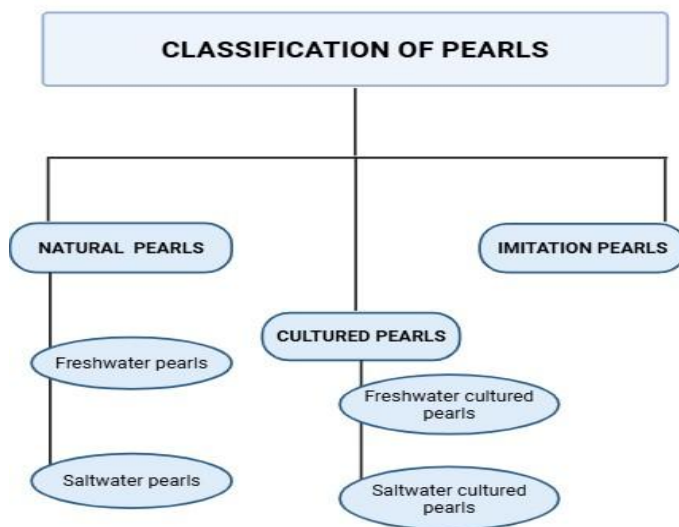 CLASSIFICATION OF PEARLS
NATURAL PEARLS
IMITATION PEARLS
CULTURED PEARLS
Freshwater pearls
Freshwater cultured
pearls
Saltwater pearls
Saltwater cultured
pearls